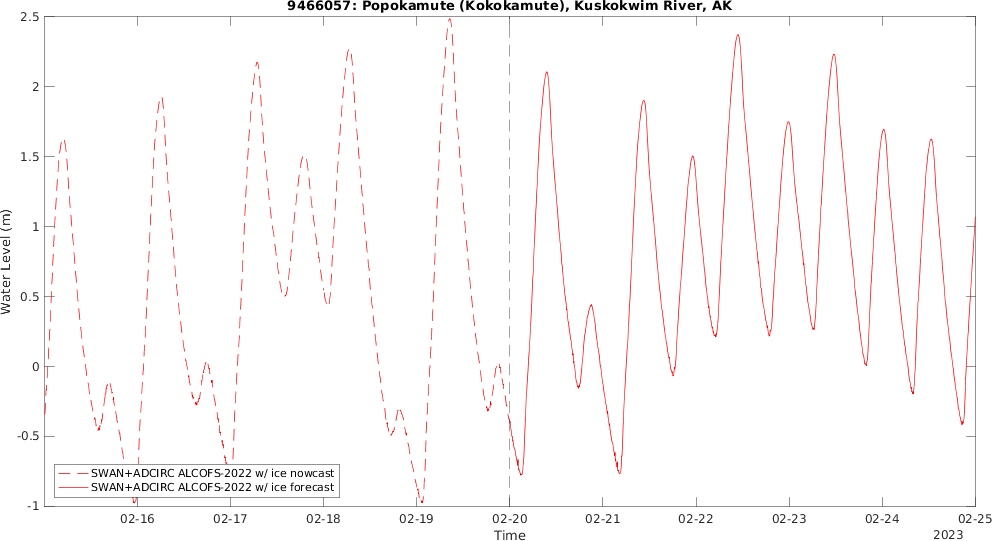 9466057: Popokamute (Kokokamute), Kuskokwim River, AK
2.5
2
1.5
1
0.5
0
-0.5
-1
Water Level (m)
SWAN+ADCIRC ALCOFS-2022 w/ ice nowcast
SWAN+ADCIRC ALCOFS-2022 w/ ice forecast
02-16 02-17 02-18 02-19 02-20 02-21 02-22 02-23 02-24 02-25
Time
2023